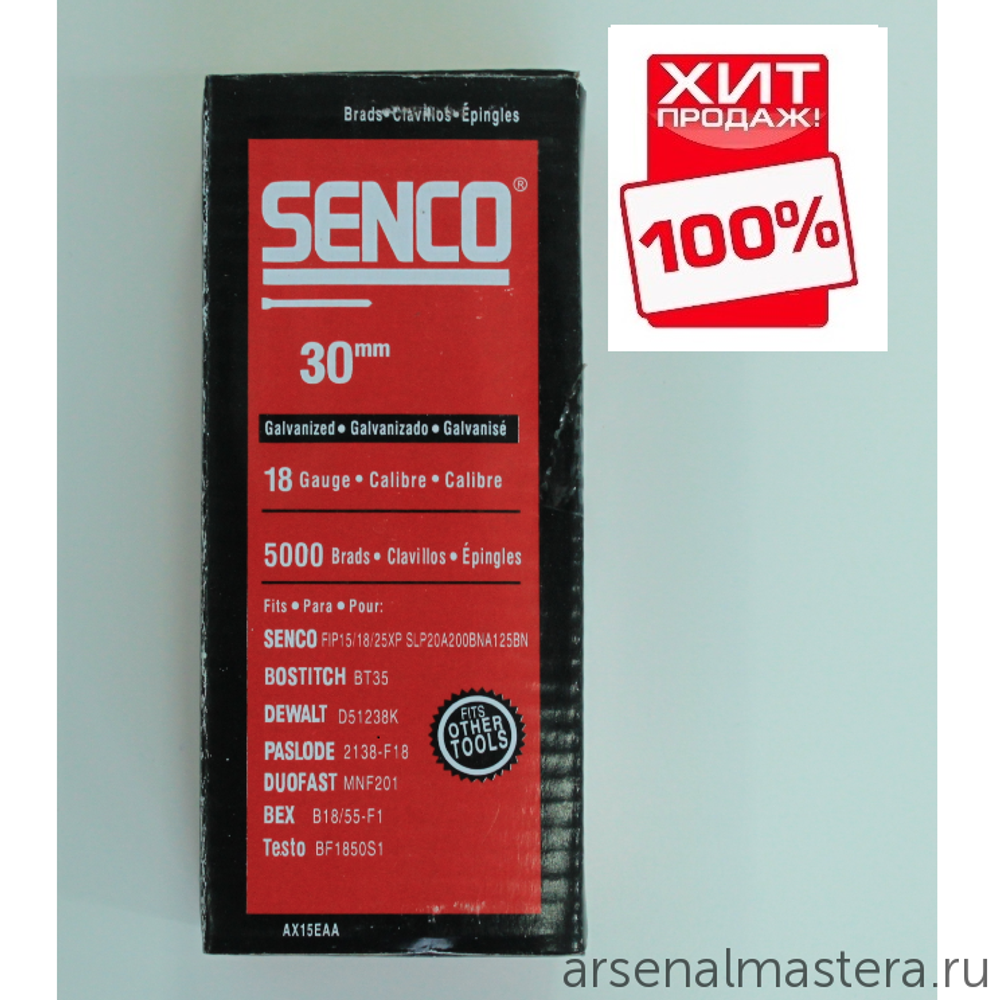 Brads•Clavillos•Épingles
SENCO®
30mm
Galvanized • Galvanizado • Galvanisé
18 Gauge • Calibre • Calibre
5000 Brads • Clavillos • Épingles
Fits • Para • Pour:
SENCO FIP15/18/25XP SLP20A200BNA125BN
BOSTITCH BT35
DEWALT D51238K
PASLODE 2138-F18
DUOFAST MNF201
BEX B18/55-F1
Testo BF1850S1
FITS
OTHER
TOOLS
AX15EAA
ХИТ
ПРОДАЖ!
100%
arsenalmastera.ru